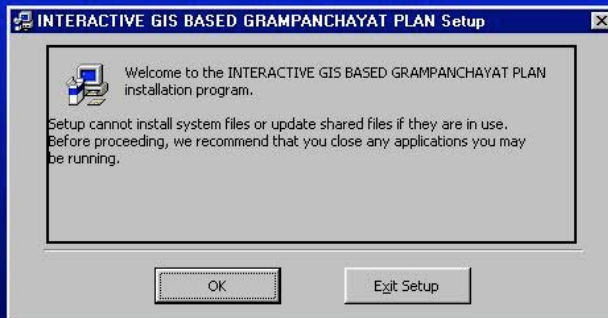 INTERACTIVE GIS BASED GRAMPANCHAYAT PLAN Setup
Welcome to the INTERACTIVE GIS BASED GRAMPANCHAYAT PLAN
installation program.
Setup cannot install system files or update shared files if they are in use.
Before proceeding, we recommend that you close any applications you may
be running.
OK
Exit Setup